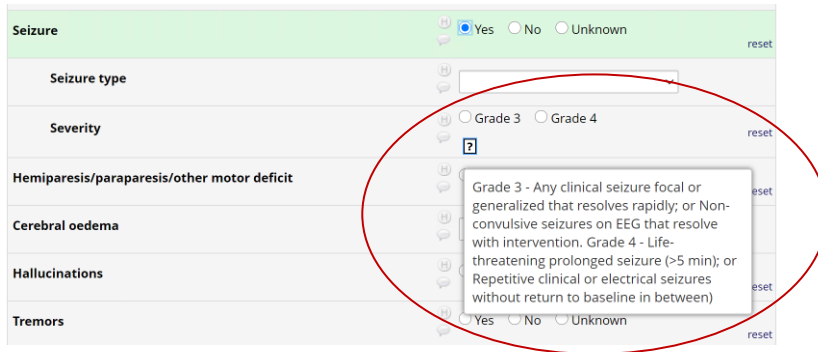 Seizure
H Yes No Unknown
reset
Seizure type
H
Severity
H Grade 3 Grade 4
reset
?
Hemiparesis/paraparesis/other motor deficit
H
eset
Grade 3 - Any clinical seizure focal or
generalized that resolves rapidly; or Non-
convulsive seizures on EEG that resolve
with intervention. Grade 4 - Life-
threatening prolonged seizure (>5 min); or
Repetitive clinical or electrical seizures
without return to baseline in between)
Cerebral oedema
H
Hallucinations
H
eset
Tremors
H Yes No Unknown
reset